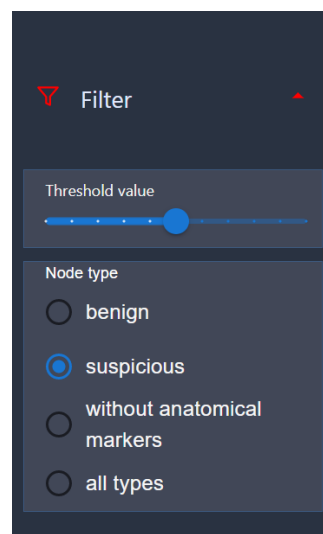 Filter
Threshold value
Node type
benign
suspicious
without anatomical
markers
all types